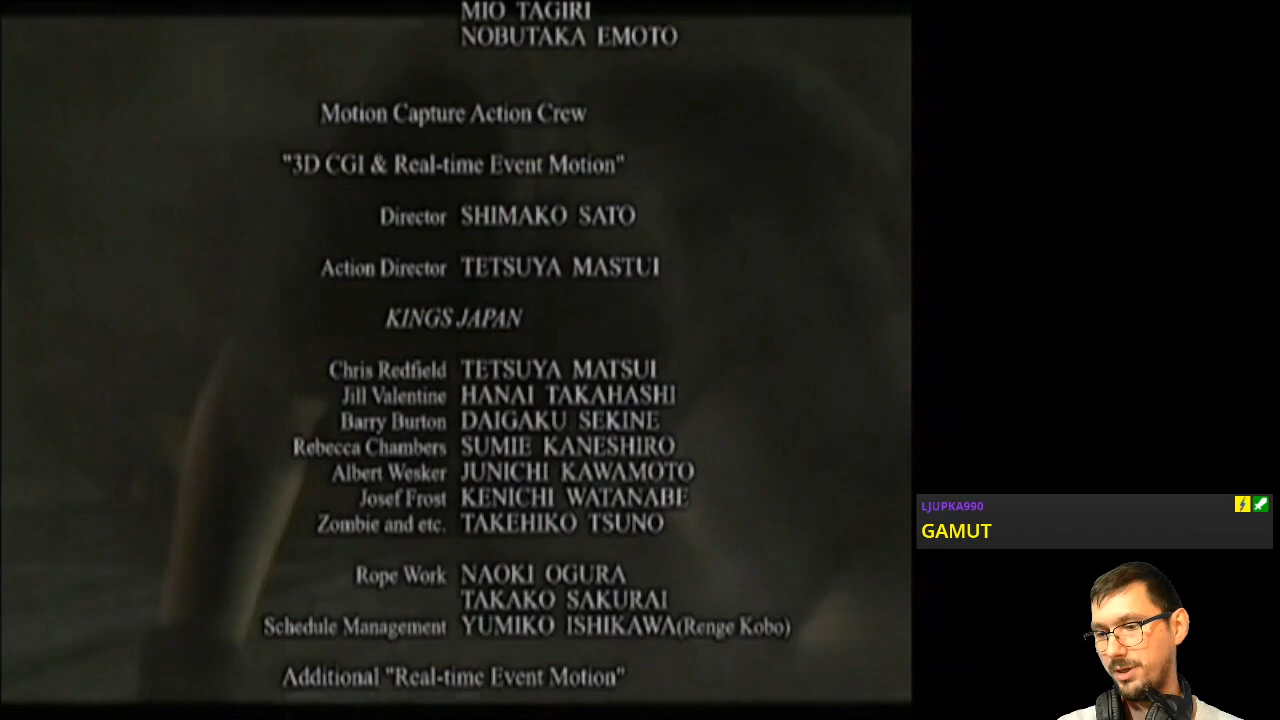 MIO TAGIRI
NOBUTAKA EMOTO
Motion Capture Action Crew
"3D CGI & Real-time Event Motion"
Director SHIMAKO SATO
Action Director TETSUYA MASTUI
KINGS JAPAN
Chris Redfield TETSUYA MATSUI
Jill Valentine HANAI TAKAHASHI
Barry Burton DAIGAKU SEKINE
Rebecca Chambers SUMIE KANESHIRO
Albert Wesker JUNICHI KAWAMOTO
Josef Frost KENICHI WATANABE
Zombie and etc. TAKEHIKO TSUNO
Rope Work NAOKI OGURA
TAKAKO SAKURAI
Schedule Management YUMIKO ISHIKAWA(Renge Kobo)
Additional "Real-time Event Motion"
LJUPKA990
GAMUT